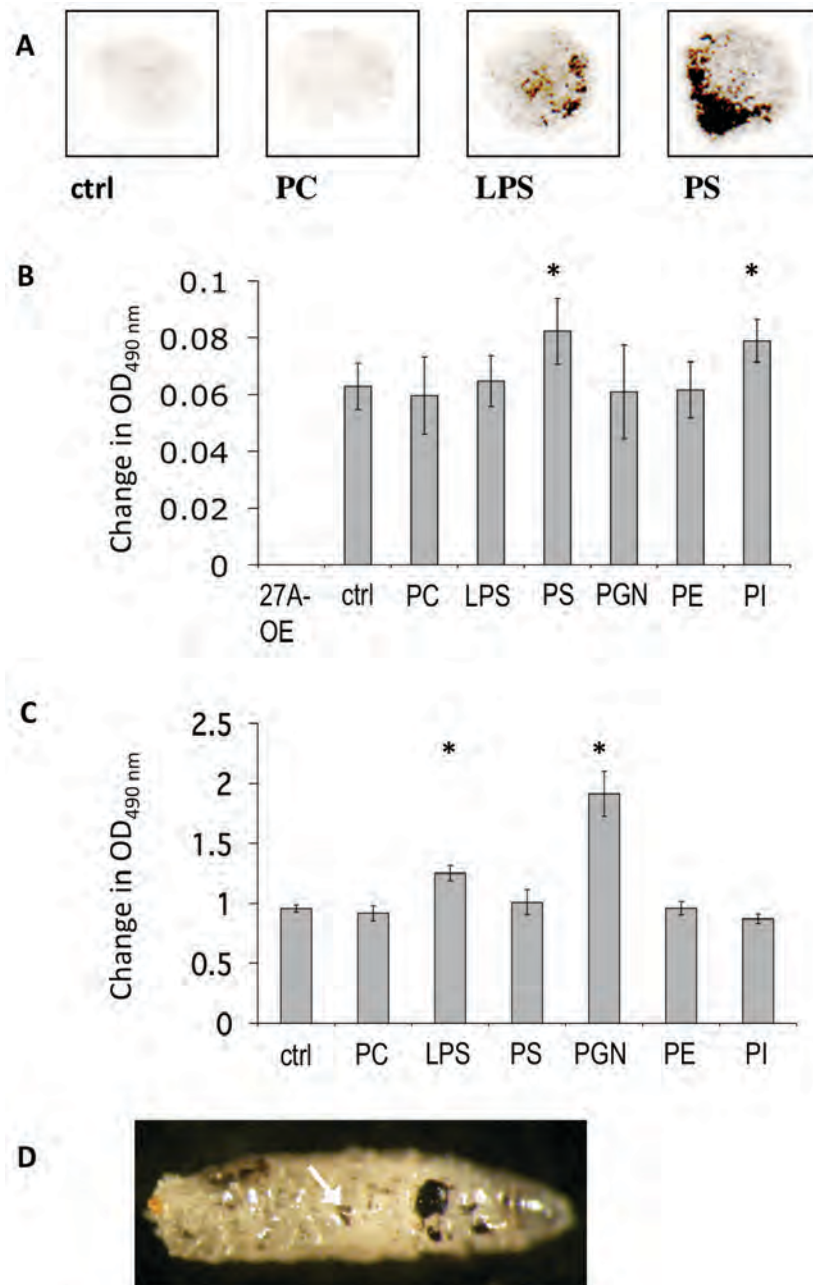 A
ctrl PC LPS PS
B
Change in OD490 nm
0.1
0.08
0.06
0.04
0.02
0
* *
27A-OE ctrl PC LPS PS PGN PE PI
C
Change in OD490 nm
2.5
2
1.5
1
0.5
0
* *
ctrl PC LPS PS PGN PE PI
D